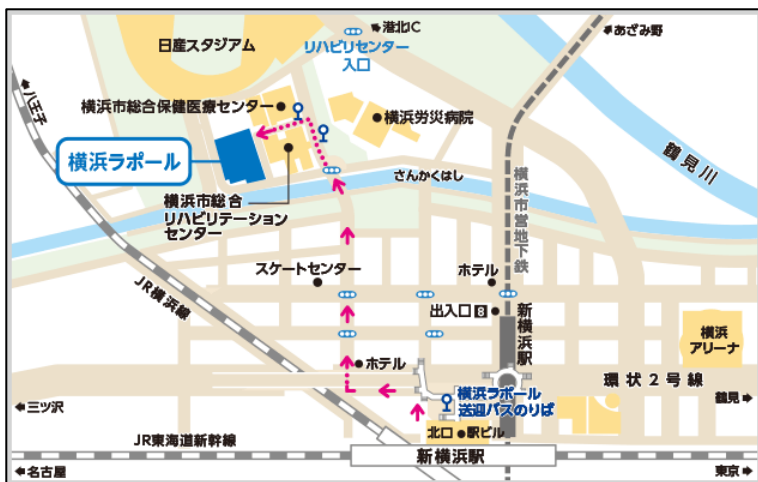 日産スタジアム
港北IC
リハビリセンター
入口
あざみ野
八王子
横浜市総合保健医療センター
横浜労災病院
横浜ラポール
鶴見川
さんかくはし
横浜市営地下鉄
横浜市総合
リハビリテーション
センター
スケートセンター
ホテル
JR横浜線
出入口 8
新横浜駅
横浜
アリーナ
ホテル
環状2号線
横浜ラポール
送迎バスのりば
三ツ沢
鶴見
北口
駅ビル
JR東海道新幹線
新横浜駅
名古屋
東京